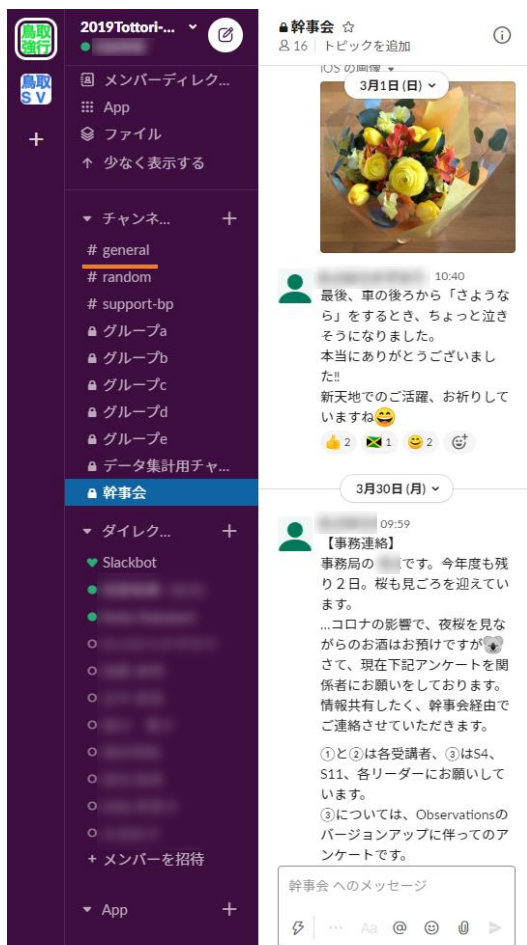 鳥取
強行
鳥取
S V
2019Tottori-...
メンバーディレク...
App
ファイル
少なく表示する
チャンネ...
# general
# random
# support-bp
グループa
グループb
グループc
グループd
グループe
データ集計用チャ...
幹事会
ダイレク...
Slackbot
+ メンバーを招待
App
幹事会
16 | トピックを追加
iOS の画像
3月1日 (日)
10:40
最後、車の後ろから「さような
ら」をするとき、ちょっと泣き
そうになりました。
本当にありがとうございまし
た!!
新天地でのご活躍、お祈りして
いますね😄
👍 2 🇯🇲 1 😀 2
3月30日 (月)
09:59
【事務連絡】
事務局の です。今年度も残
り２日。桜も見ごろを迎えてい
ます。
…コロナの影響で、夜桜を見な
がらのお酒はお預けですが🐨
さて、現在下記アンケートを関
係者にお願いをしております。
情報共有したく、幹事会経由で
ご連絡させていただきます。
①と②は各受講者、③はS4、
S11、各リーダーにお願いして
います。
③については、Observationsの
バージョンアップに伴ってのア
ンケートです。
幹事会 へのメッセージ
Aa @